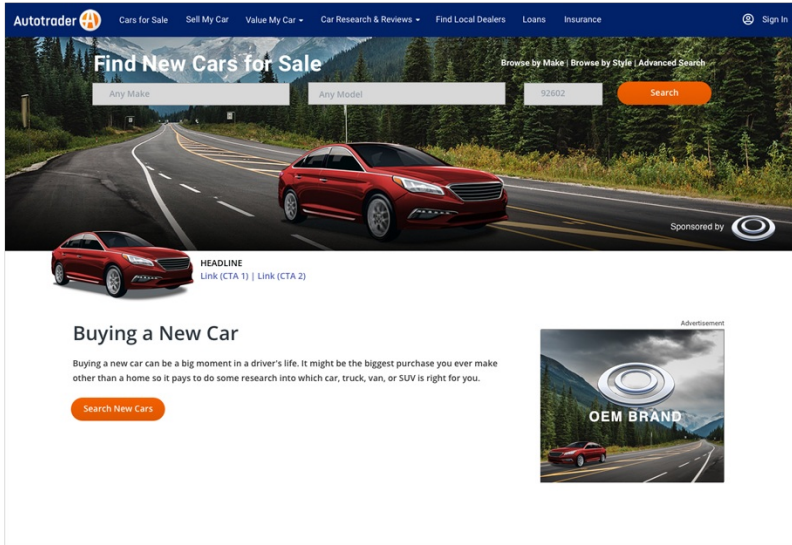 Autotrader
Cars for Sale Sell My Car Value My Car Car Research & Reviews Find Local Dealers Loans Insurance Sign In
Find New Cars for Sale
Browse by Make | Browse by Style | Advanced Search
Any Make Any Model 92602 Search
Sponsored by
HEADLINE
Link (CTA 1) | Link (CTA 2)
Buying a New Car
Buying a new car can be a big moment in a driver's life. It might be the biggest purchase you ever make
other than a home so it pays to do some research into which car, truck, van, or SUV is right for you.
Search New Cars
Advertisement
OEM BRAND